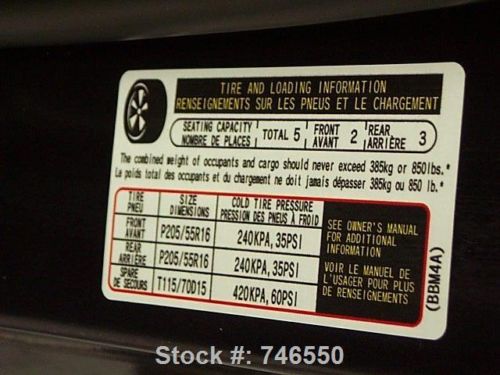 TIRE AND LOADING INFORMATION
RENSEIGNEMENTS SUR LES PNEUS ET LE CHARGEMENT
SEATING CAPACITY
NOMBRE DE PLACES
TOTAL 5
FRONT
AVANT
2
REAR
ARRIÈRE
3
The combined weight of occupants and cargo should never exceed 385kg or 850lbs.*
Le poids total des occupants et du chargement ne doit jamais dépasser 385kg ou 850 lb.*
TIRE
PNEU
SIZE
DIMENSIONS
COLD TIRE PRESSURE
PRESSION DES PNEUS À FROID
FRONT
AVANT
P205/55R16
240KPA, 35PSI
REAR
ARRIÈRE
P205/55R16
240KPA, 35PSI
SPARE
DE SECOURS
T115/70D15
420KPA, 60PSI
SEE OWNER'S MANUAL
FOR ADDITIONAL
INFORMATION
VOIR LE MANUEL DE
L'USAGER POUR PLUS
DE RENSEIGNEMENTS
(BBM4A)
Stock #: 746550